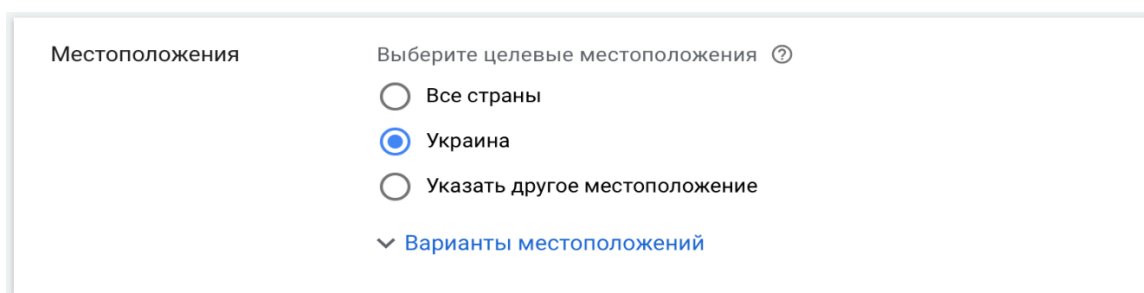 Местоположения
Выберите целевые местоположения
Все страны
Украина
Указать другое местоположение
Варианты местоположений